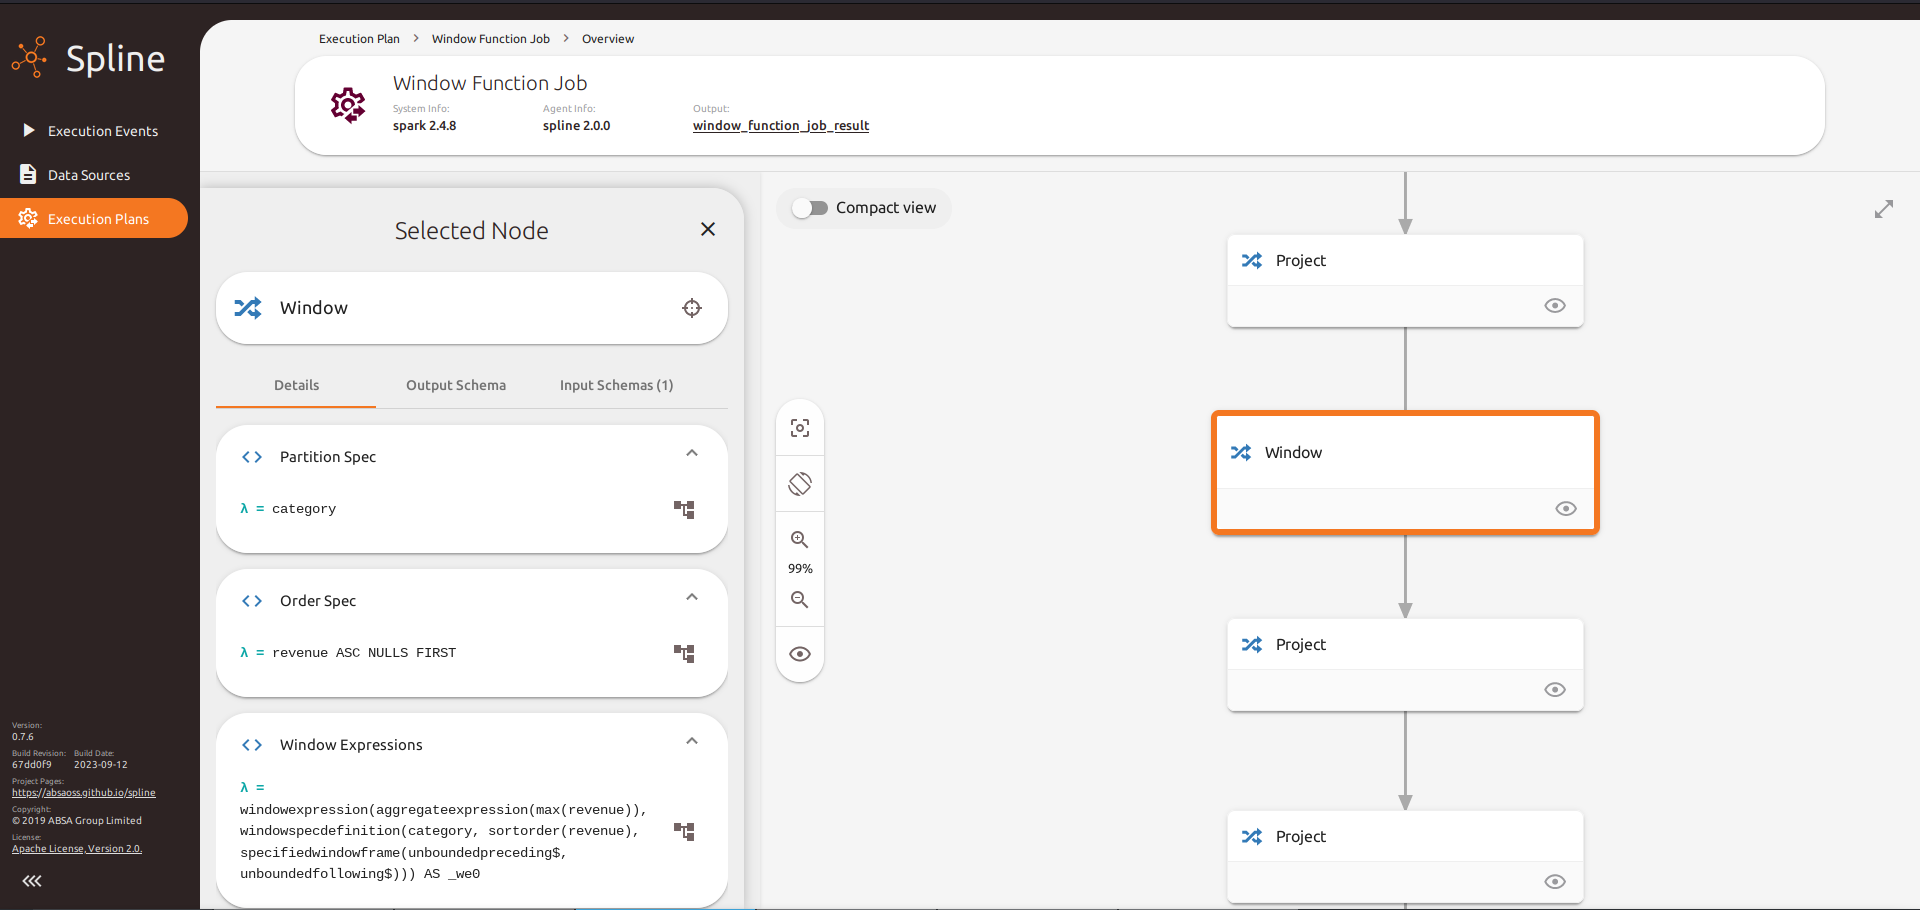 Spline
Execution Events
Data Sources
Execution Plans
Version:
0.7.6
Build Revision: Build Date:
67dd0f9 2023-09-12
Project Pages:
https://absaoss.github.io/spline
Copyright:
© 2019 ABSA Group Limited
License:
Apache License, Version 2.0.
Execution Plan > Window Function Job > Overview
Window Function Job
System Info: Agent Info: Output:
spark 2.4.8 spline 2.0.0 window_function_job_result
Selected Node
Window
Details Output Schema Input Schemas (1)
Partition Spec
λ = category
Order Spec
λ = revenue ASC NULLS FIRST
Window Expressions
λ =
windowexpression(aggregateexpression(max(revenue)),
windowspecdefinition(category, sortorder(revenue),
specifiedwindowframe(unboundedpreceding$,
unboundedfollowing$))) AS _we0
Compact view
99%
Project
Window
Project
Project